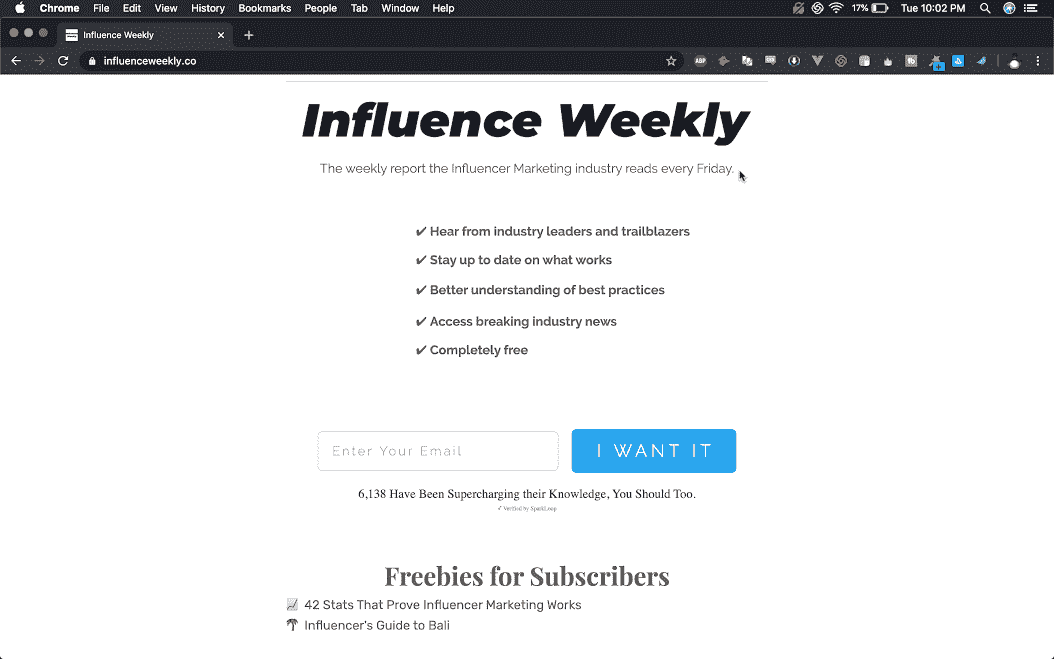 Chrome File Edit View History Bookmarks People Tab Window Help 17% Tue 10:02 PM
Influence Weekly
influenceweekly.co
ABP
Influence Weekly
The weekly report the Influencer Marketing industry reads every Friday.
✔ Hear from industry leaders and trailblazers
✔ Stay up to date on what works
✔ Better understanding of best practices
✔ Access breaking industry news
✔ Completely free
Enter Your Email
I WANT IT
6,138 Have Been Supercharging their Knowledge, You Should Too.
✓ Verified by SparkLoop
Freebies for Subscribers
📈 42 Stats That Prove Influencer Marketing Works
🌴 Influencer's Guide to Bali